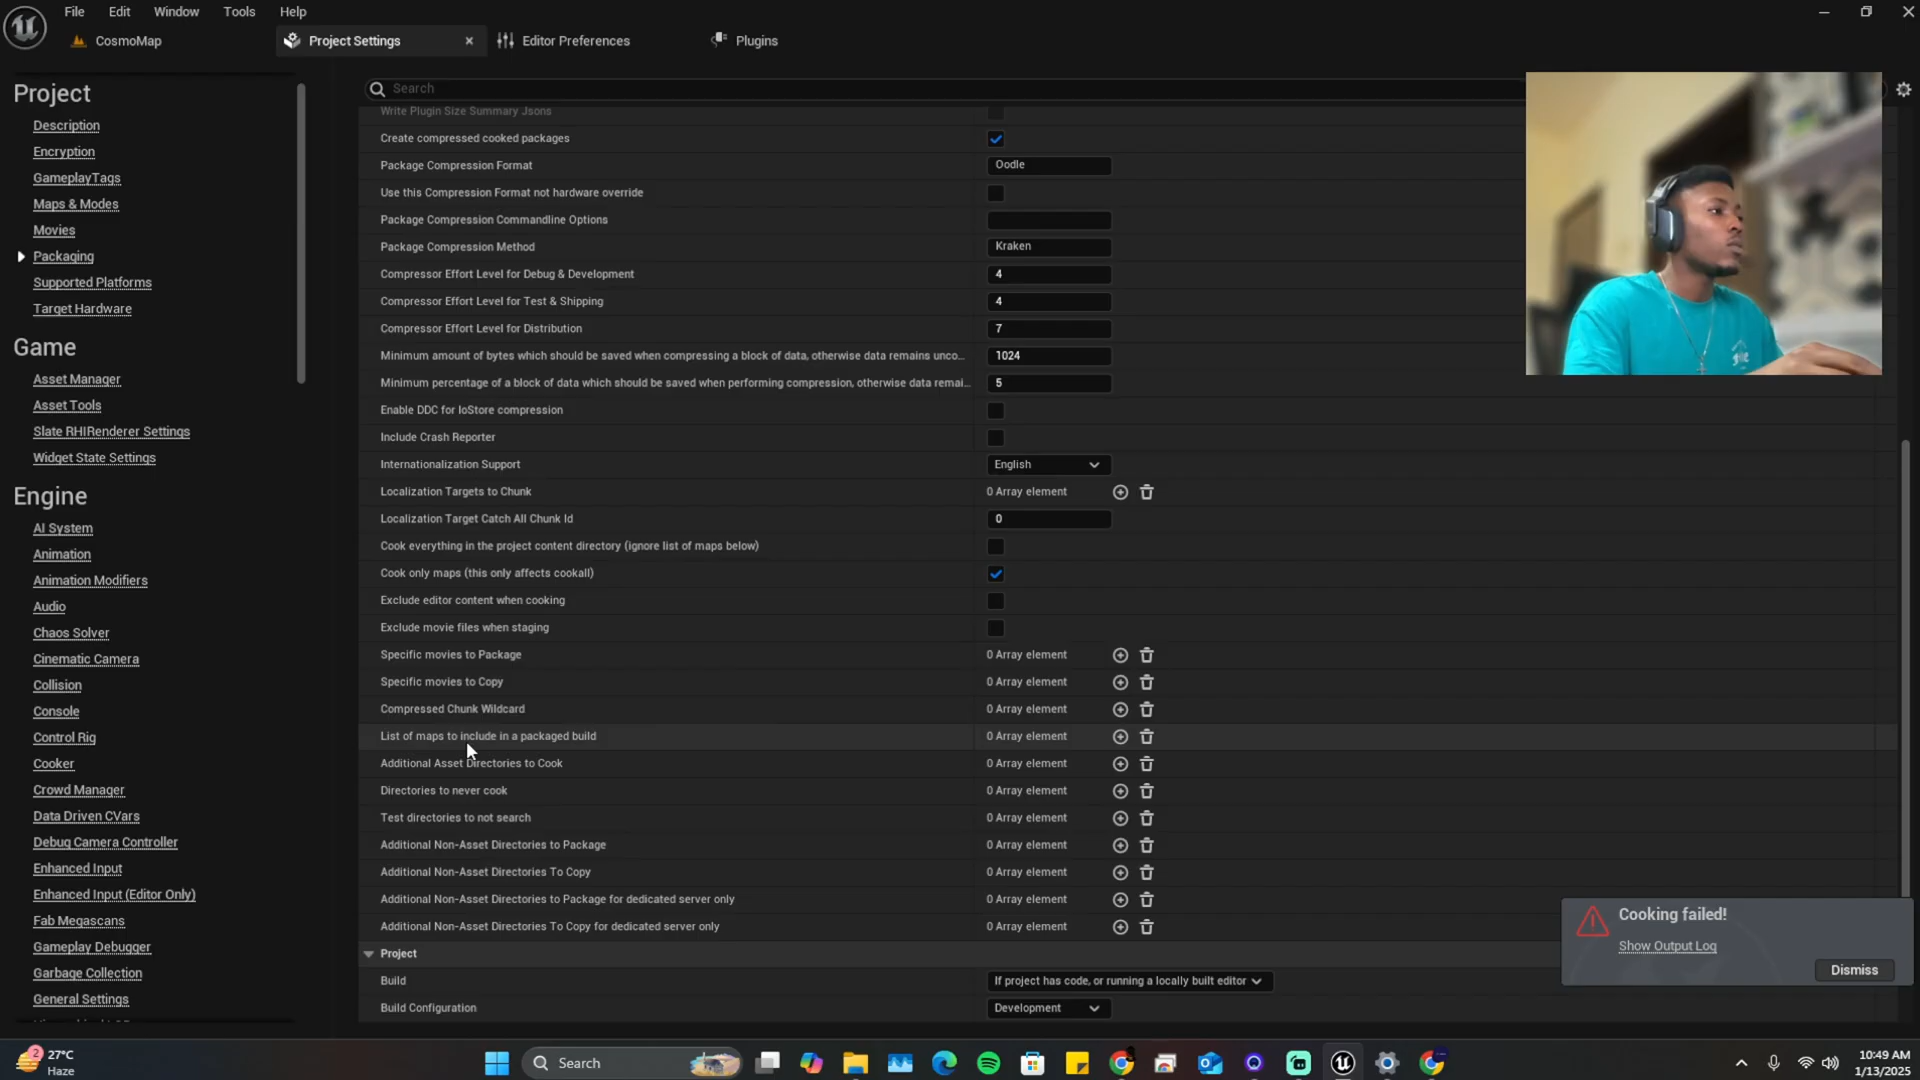 File Edit Window Tools Help
CosmoMap Project Settings Editor Preferences Plugins
Project
Description
Encryption
GameplayTags
Maps & Modes
Movies
Packaging
Supported Platforms
Target Hardware
Game
Asset Manager
Asset Tools
Slate RHIRenderer Settings
Widget State Settings
Engine
AI System
Animation
Animation Modifiers
Audio
Chaos Solver
Cinematic Camera
Collision
Console
Control Rig
Cooker
Crowd Manager
Data Driven CVars
Debug Camera Controller
Enhanced Input
Enhanced Input (Editor Only)
Fab Megascans
Gameplay Debugger
Garbage Collection
General Settings
Search
Write Plugin Size Summary Jsons
Create compressed cooked packages
Package Compression Format Oodle
Use this Compression Format not hardware override
Package Compression Commandline Options
Package Compression Method Kraken
Compressor Effort Level for Debug & Development 4
Compressor Effort Level for Test & Shipping 4
Compressor Effort Level for Distribution 7
Minimum amount of bytes which should be saved when compressing a block of data, otherwise data remains unco... 1024
Minimum percentage of a block of data which should be saved when performing compression, otherwise data remai... 5
Enable DDC for IoStore compression
Include Crash Reporter
Internationalization Support English
Localization Targets to Chunk 0 Array element
Localization Target Catch All Chunk Id 0
Cook everything in the project content directory (ignore list of maps below)
Cook only maps (this only affects cookall)
Exclude editor content when cooking
Exclude movie files when staging
Specific movies to Package 0 Array element
Specific movies to Copy 0 Array element
Compressed Chunk Wildcard 0 Array element
List of maps to include in a packaged build 0 Array element
Additional Asset Directories to Cook 0 Array element
Directories to never cook 0 Array element
Test directories to not search 0 Array element
Additional Non-Asset Directories to Package 0 Array element
Additional Non-Asset Directories To Copy 0 Array element
Additional Non-Asset Directories to Package for dedicated server only 0 Array element
Additional Non-Asset Directories To Copy for dedicated server only 0 Array element
Project
Build If project has code, or running a locally built editor
Build Configuration Development
Cooking failed!
Show Output Log
Dismiss
2
27°C
Haze
Search
10:49 AM
1/13/2025